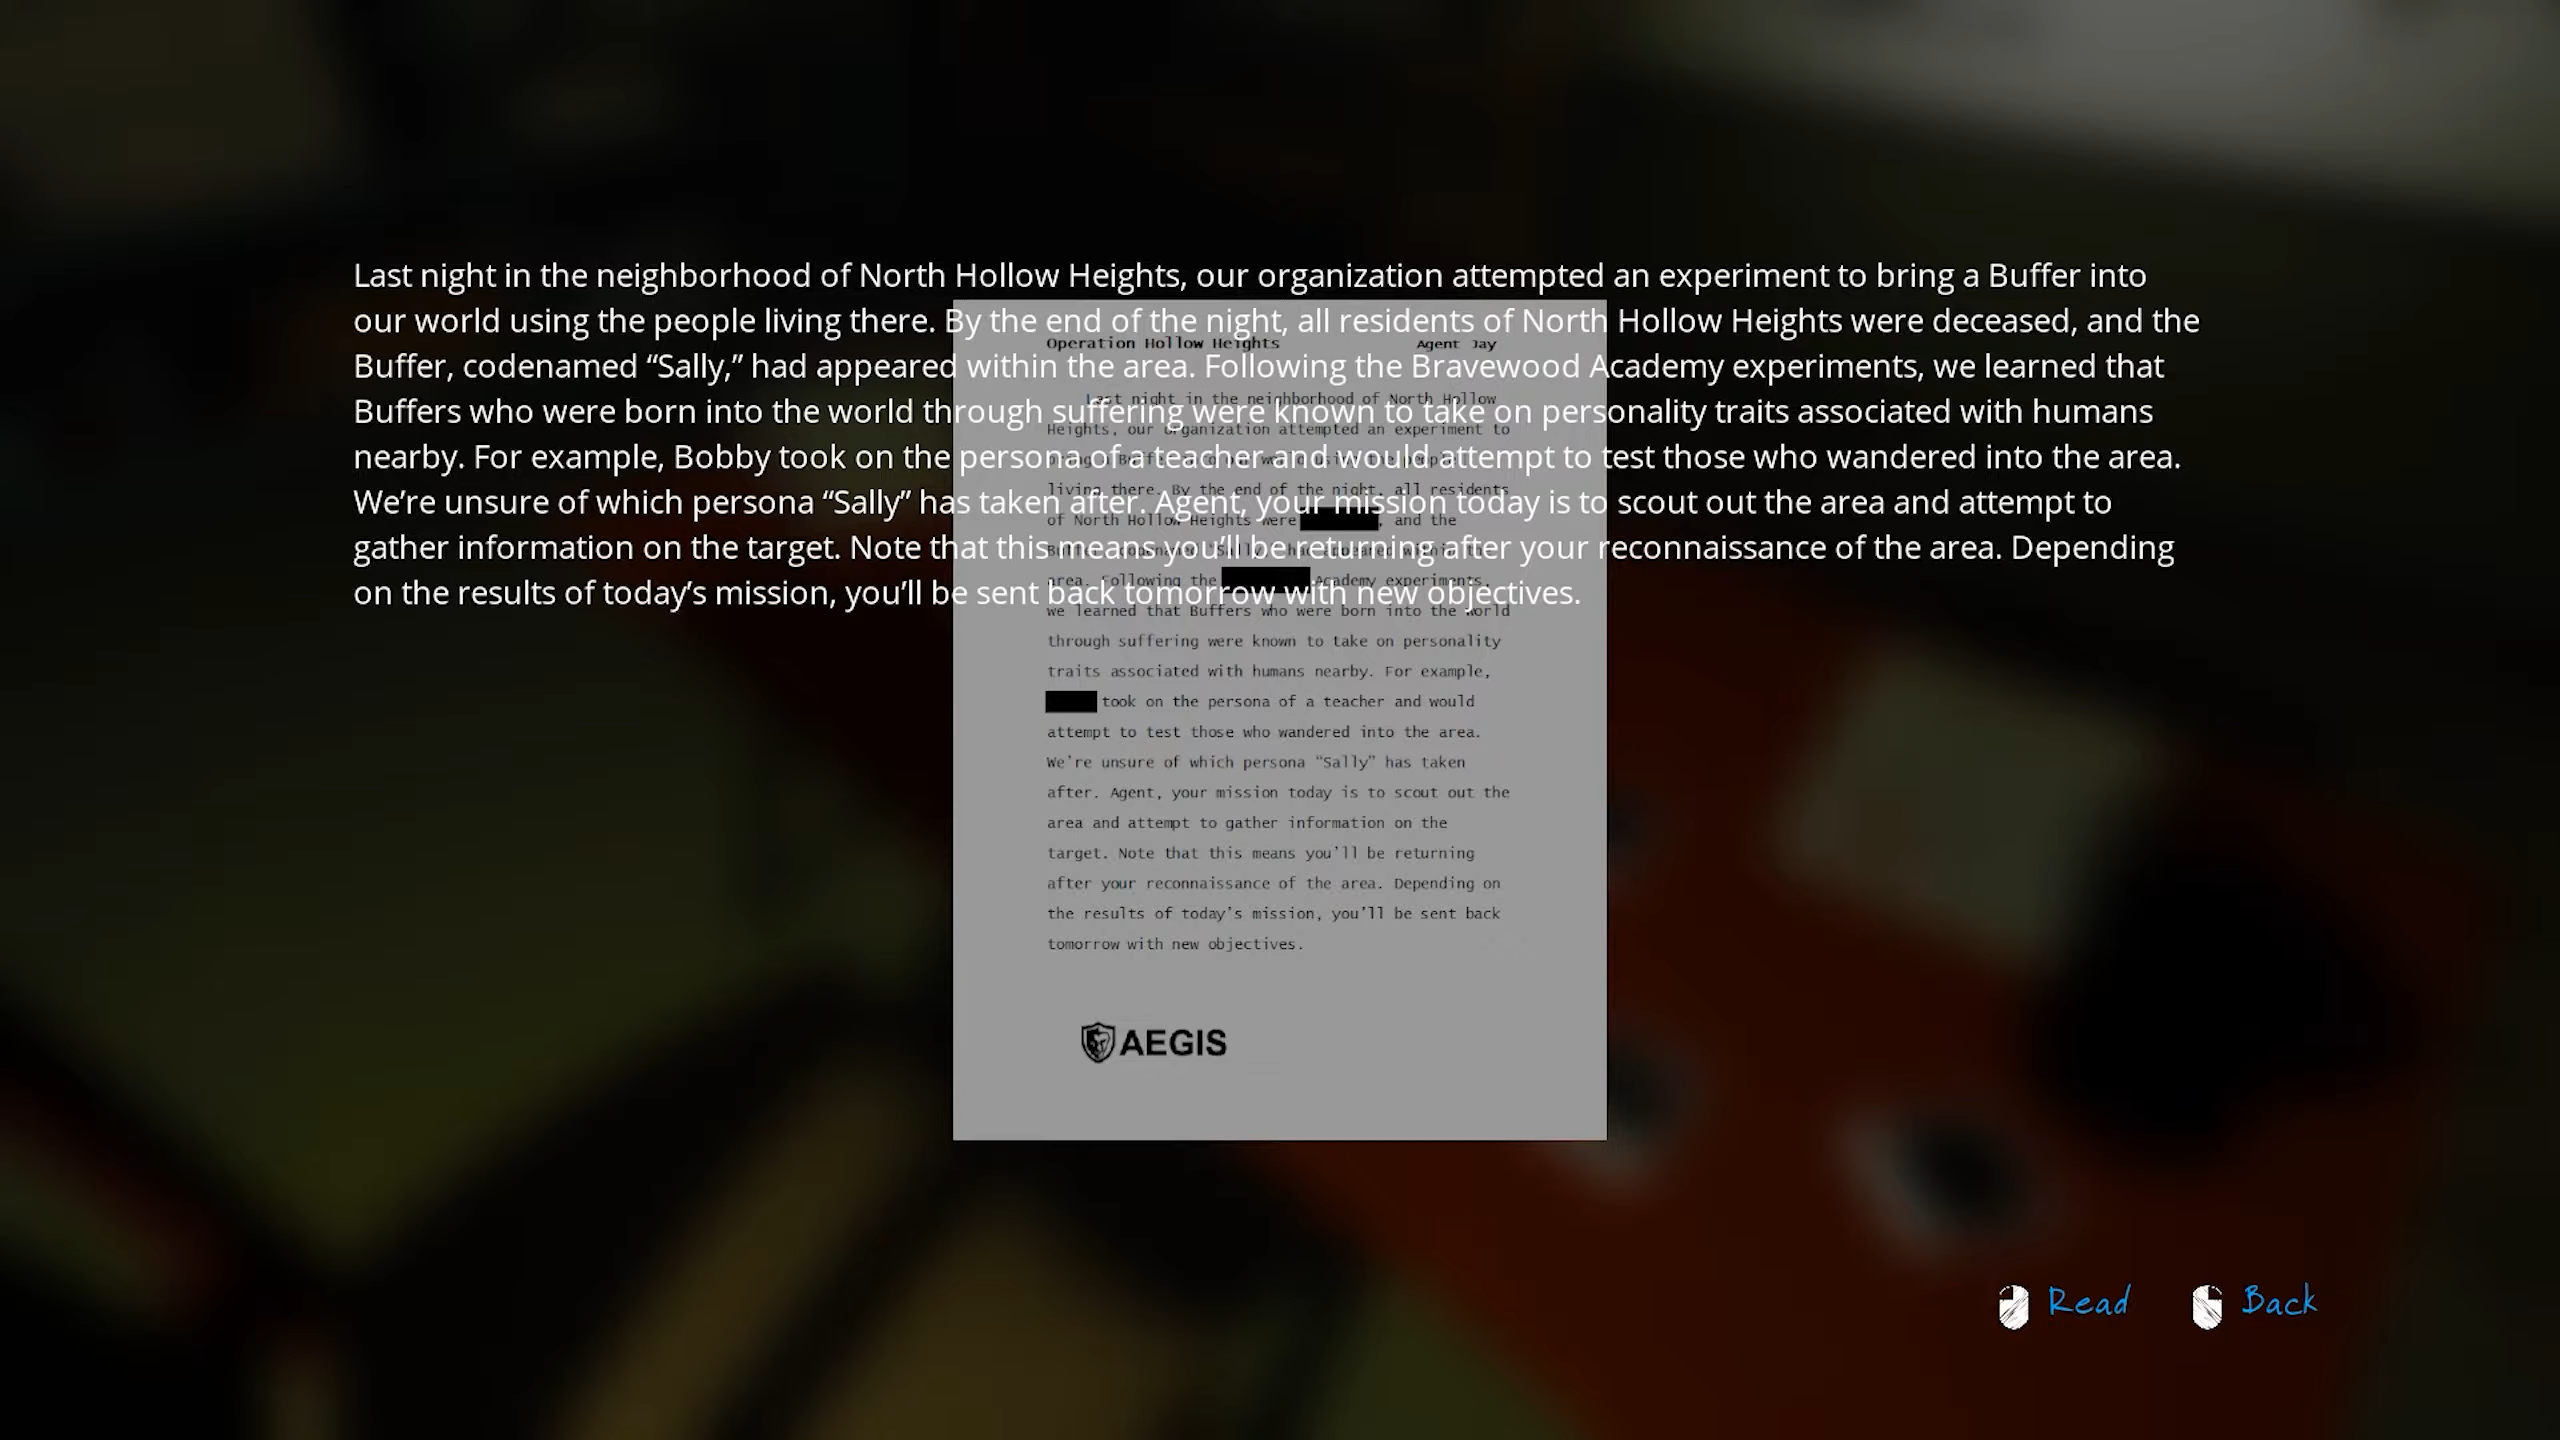 Last night in the neighborhood of North Hollow Heights, our organization attempted an experiment to bring a Buffer into
our world using the people living there. By the end of the night, all residents of North Hollow Heights were deceased, and the
Buffer, codenamed “Sally,” had appeared within the area. Following the Bravewood Academy experiments, we learned that
Buffers who were born into the world through suffering were known to take on personality traits associated with humans
nearby. For example, Bobby took on the persona of a teacher and would attempt to test those who wandered into the area.
We’re unsure of which persona “Sally” has taken after. Agent, your mission today is to scout out the area and attempt to
gather information on the target. Note that this means you’ll be returning after your reconnaissance of the area. Depending
on the results of today’s mission, you’ll be sent back tomorrow with new objectives.
Operation Hollow Heights Agent Jay
Last night in the neighborhood of North Hollow
Heights, our organization attempted an experiment to
living there. By the end of the night, all residents
of North Hollow Heights were , and the
area. Following the Academy experiments,
we learned that Buffers who were born into the world
through suffering were known to take on personality
traits associated with humans nearby. For example,
took on the persona of a teacher and would
attempt to test those who wandered into the area.
We’re unsure of which persona “Sally” has taken
after. Agent, your mission today is to scout out the
area and attempt to gather information on the
target. Note that this means you’ll be returning
after your reconnaissance of the area. Depending on
the results of today’s mission, you’ll be sent back
tomorrow with new objectives.
AEGIS
Read Back